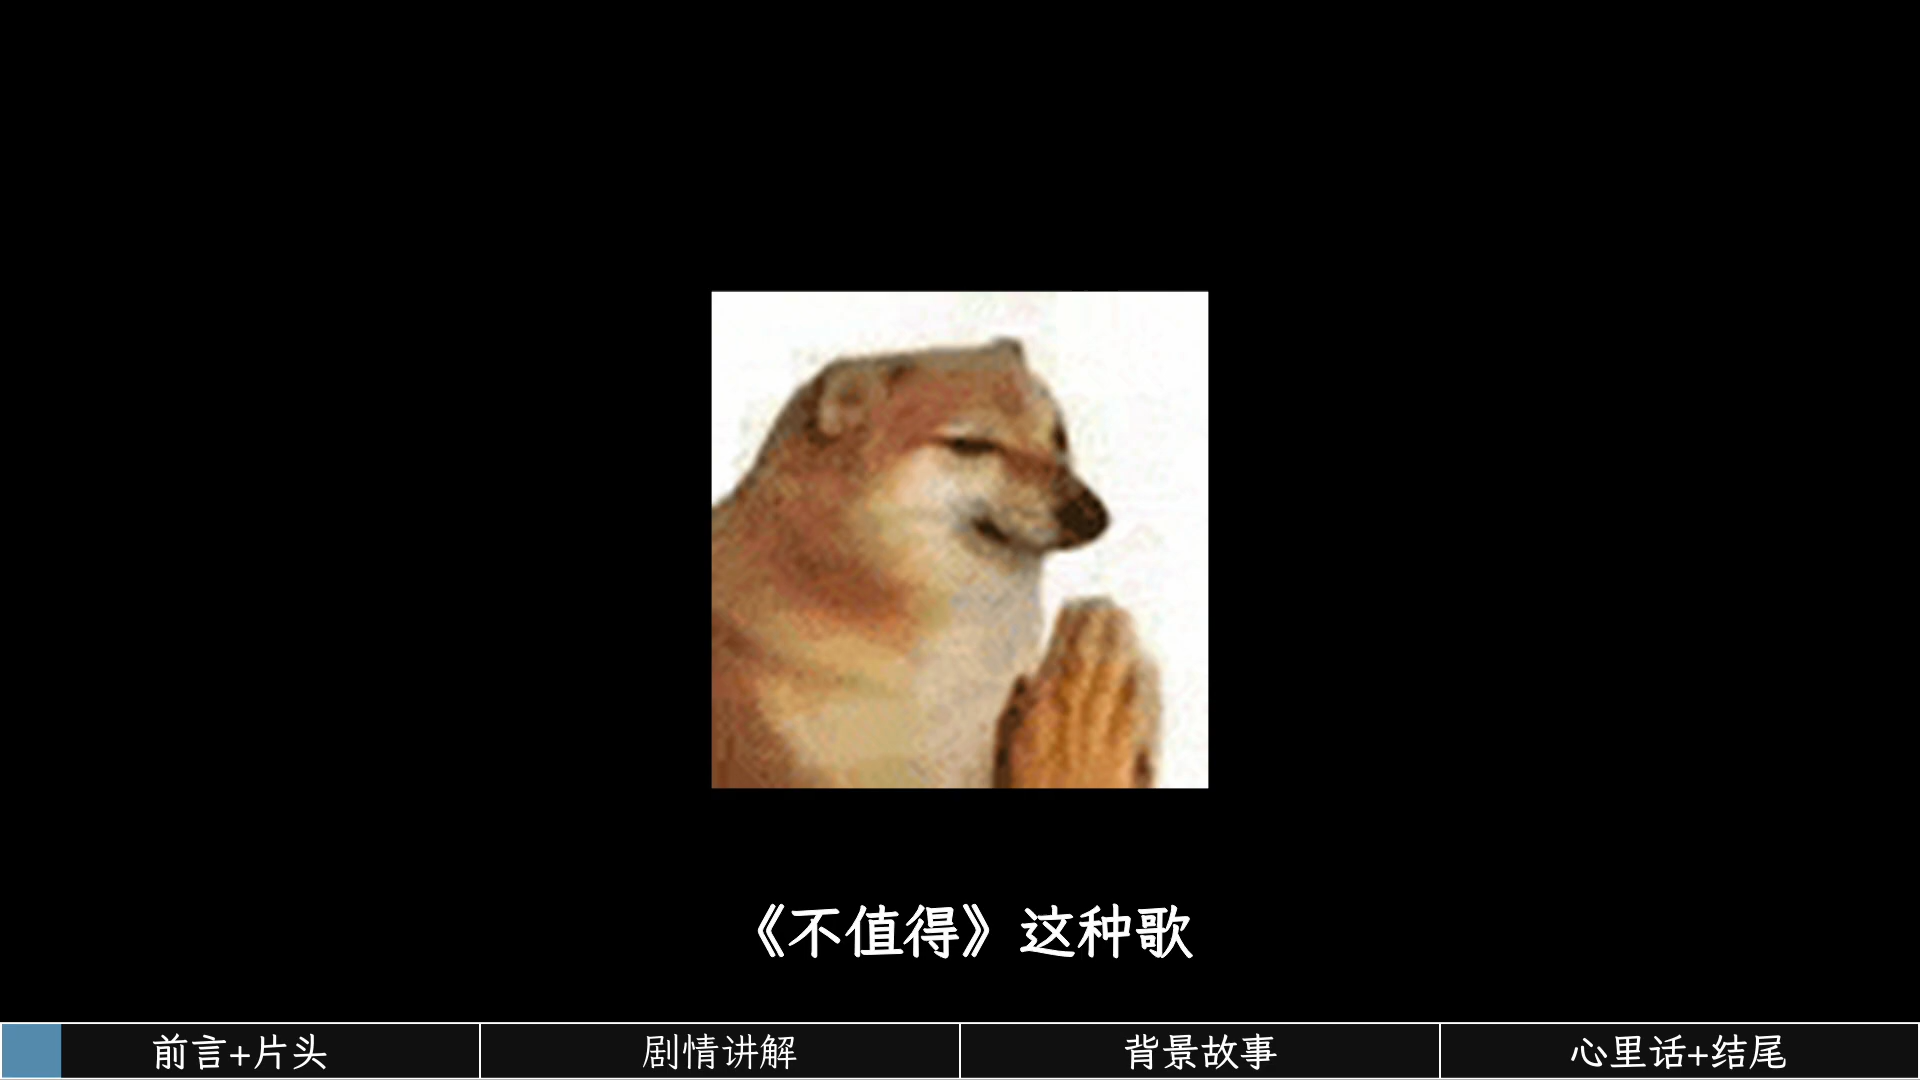 《不值得》这种歌
前言+片头
剧情讲解
背景故事
心里话+结尾